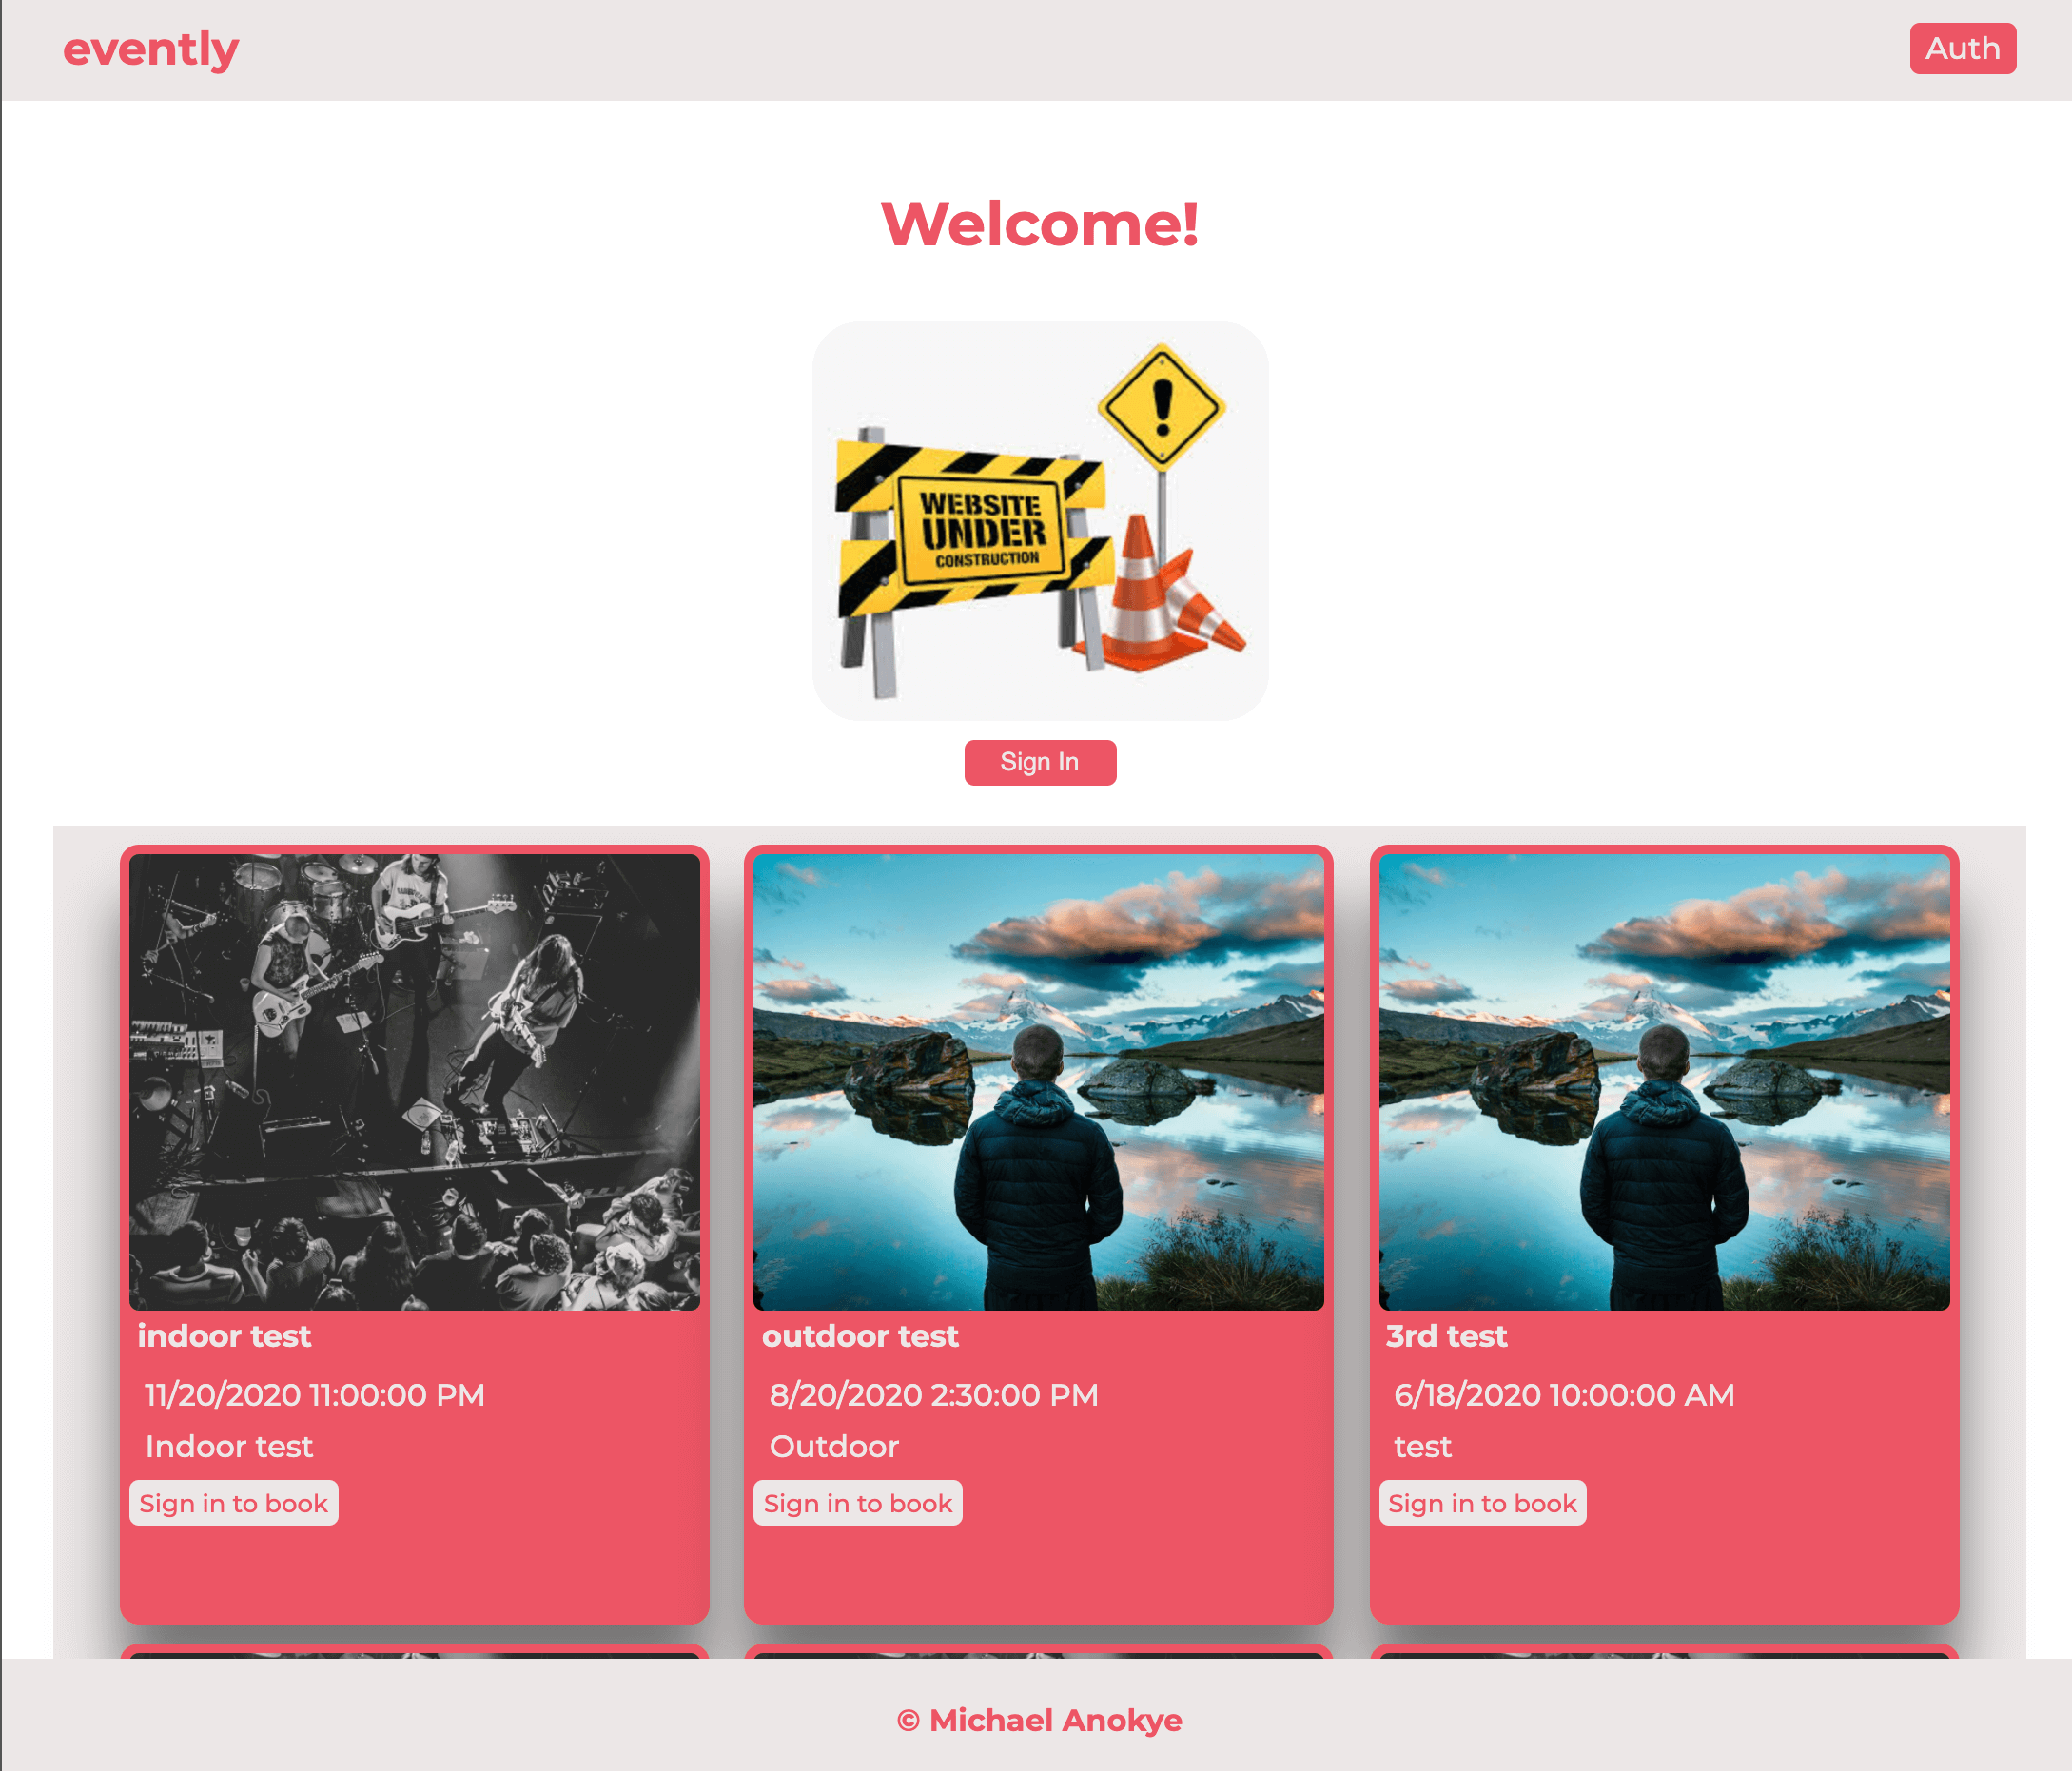 evently
Auth
Welcome!
WEBSITE
UNDER
CONSTRUCTION
Sign In
indoor test
11/20/2020 11:00:00 PM
Indoor test
Sign in to book
outdoor test
8/20/2020 2:30:00 PM
Outdoor
Sign in to book
3rd test
6/18/2020 10:00:00 AM
test
Sign in to book
© Michael Anokye